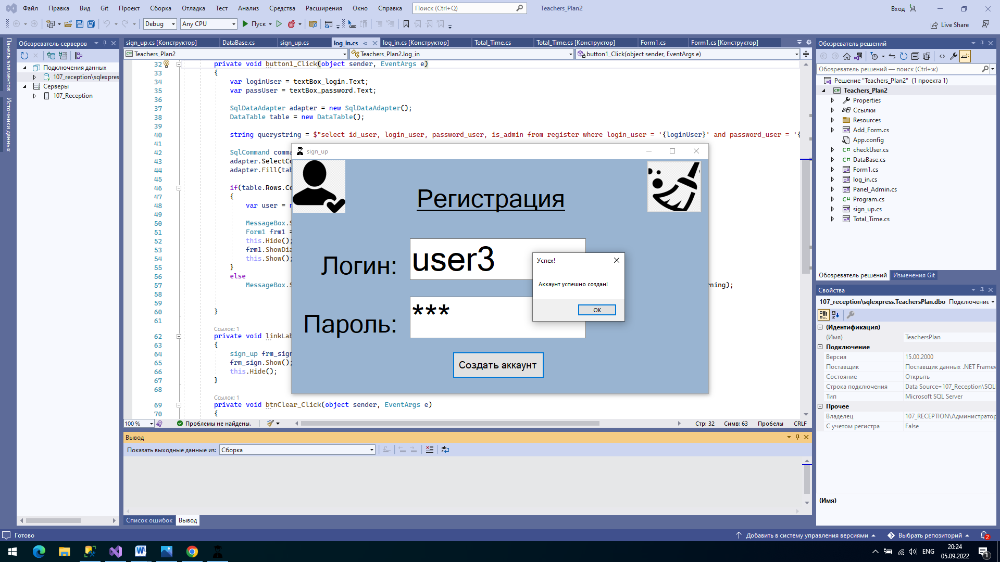 Файл Правка Вид Git Проект Сборка Отладка Тест Анализ Средства Расширения Окно Справка Поиск (Ctrl+Q) Teachers_Plan2 Вход
Debug Any CPU Пуск Live Share
Панель элементов
Источники данных
Обозреватель серверов
Подключения данных
107_reception\sqlexpres
Серверы
107_Reception
sign_up.cs [Конструктор] DataBase.cs sign_up.cs log_in.cs log_in.cs [Конструктор] Total_Time.cs Total_Time.cs [Конструктор] Form1.cs Form1.cs [Конструктор]
Teachers_Plan2 Teachers_Plan2.log_in button1_Click(object sender, EventArgs e)
32 private void button1_Click(object sender, EventArgs e)
33 {
34 var loginUser = textBox_login.Text;
35 var passUser = textBox_password.Text;
36
37 SqlDataAdapter adapter = new SqlDataAdapter();
38 DataTable table = new DataTable();
39
40 string querystring = $"select id_user, login_user, password_user, is_admin from register where login_user = '{loginUser}' and password_user = '{
41
42 SqlCommand comma
43 adapter.SelectCo
44 adapter.Fill(tab
45
46 if(table.Rows.Co
47 {
48 var user = n
49
50 MessageBox.S
51 Form1 frm1 =
52 this.Hide();
53 frm1.ShowDia
54 this.Show();
55 }
56 else
57 MessageBox.S rning);
58
59
60 }
61
Ссылок: 1
62 private void linkLab
63 {
64 sign_up frm_sign
65 frm_sign.Show();
66 this.Hide();
67 }
68
Ссылок: 1
69 private void btnClear_Click(object sender, EventArgs e)
70 {
sign_up
Регистрация
Логин: user3
Пароль: ***
Создать аккаунт
Успех!
Аккаунт успешно создан!
OK
100 % Проблемы не найдены. Стр: 32 Симв: 63 Пробелы CRLF
Вывод
Показать выходные данные из: Сборка
Список ошибок Вывод
Обозреватель решений
Обозреватель решений — поиск (Ctrl+ж)
Решение "Teachers_Plan2" (1 проекта 1)
Teachers_Plan2
Properties
Ссылки
Resources
Add_Form.cs
App.config
checkUser.cs
DataBase.cs
Form1.cs
log_in.cs
Panel_Admin.cs
Program.cs
sign_up.cs
Total_Time.cs
Обозреватель решений Изменения Git
Свойства
107_reception\sqlexpress.TeachersPlan.dbo Подключение
(Идентификация)
(Имя) TeachersPlan
Подключение
Версия 15.00.2000
Поставщик Поставщик данных .NET Framew
Состояние Открыть
Строка подключения Data Source=107_Reception\SQL
Тип Microsoft SQL Server
Прочее
Владелец 107_RECEPTION\Администратор
С учетом регистра False
(Имя)
Готово Добавить в систему управления версиями Выбрать репозиторий 2
ENG 20:24
05.09.2022 1